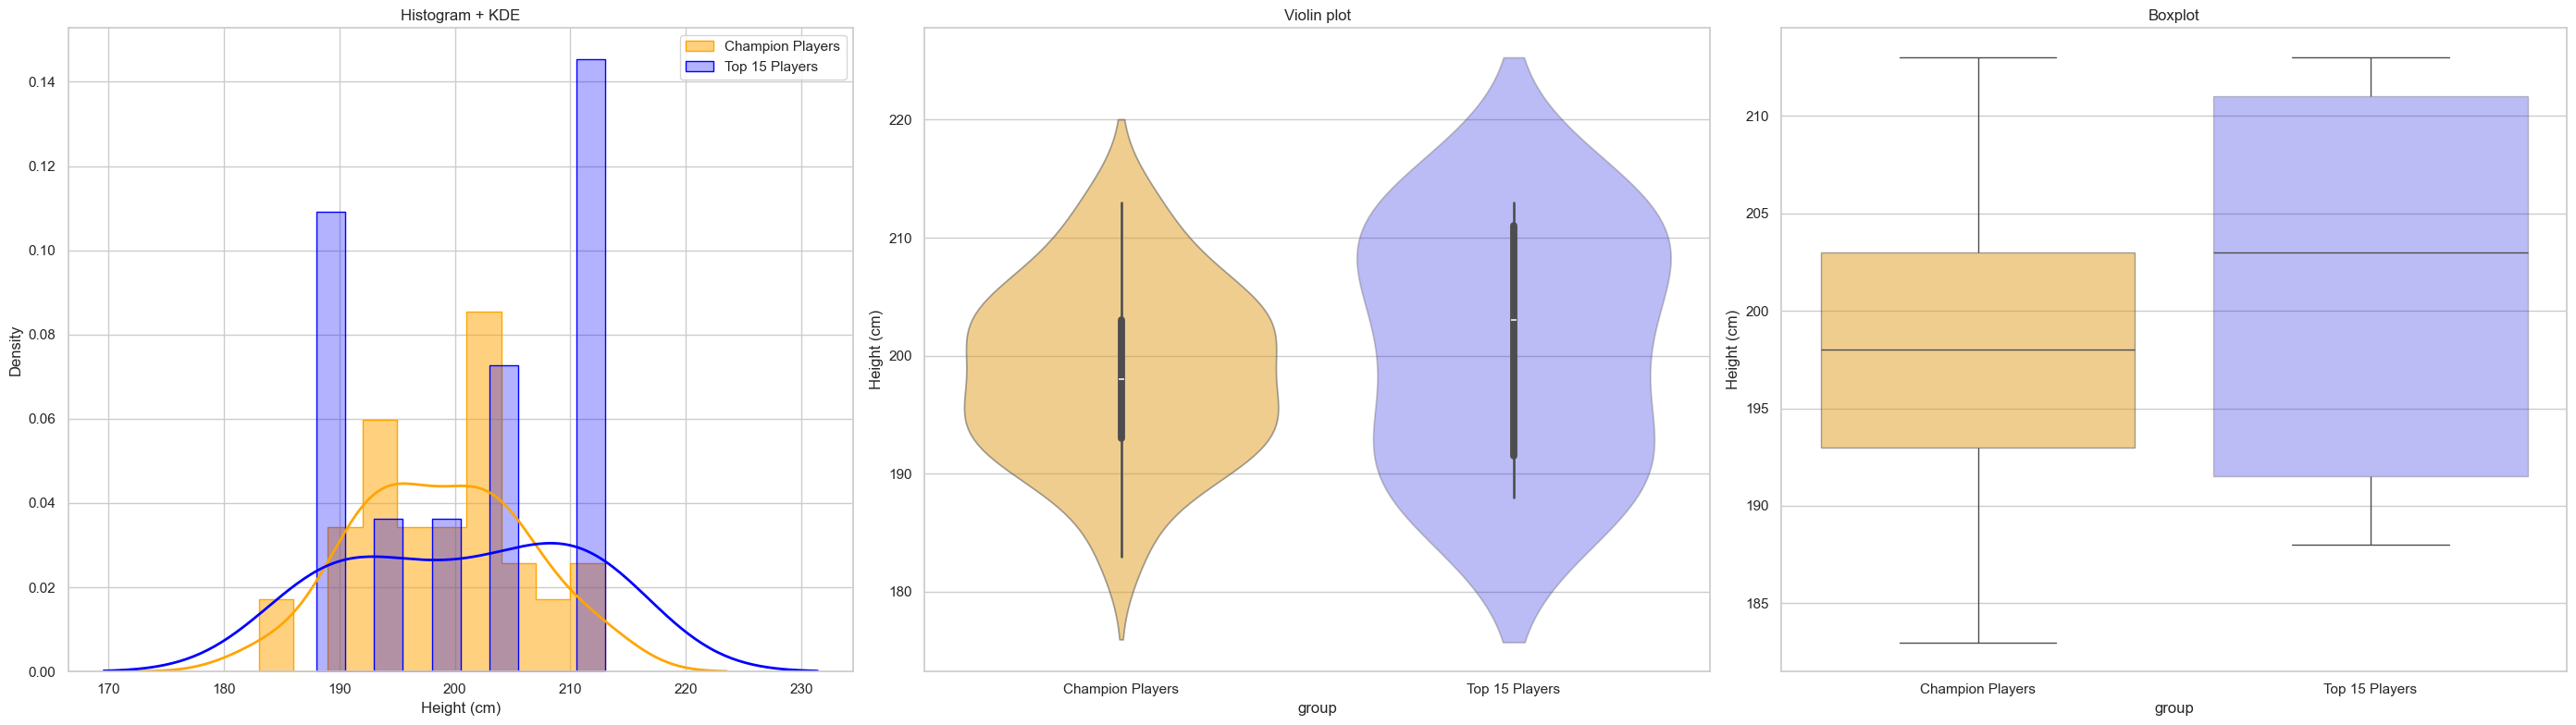 Histogram + KDE
Champion Players
Top 15 Players
0.14
0.12
0.10
0.08
0.06
0.04
0.02
0.00
Density
170 180 190 200 210 220 230
Height (cm)
Violin plot
220
210
200
190
180
Height (cm)
Champion Players Top 15 Players
group
Boxplot
210
205
200
195
190
185
Height (cm)
Champion Players Top 15 Players
group